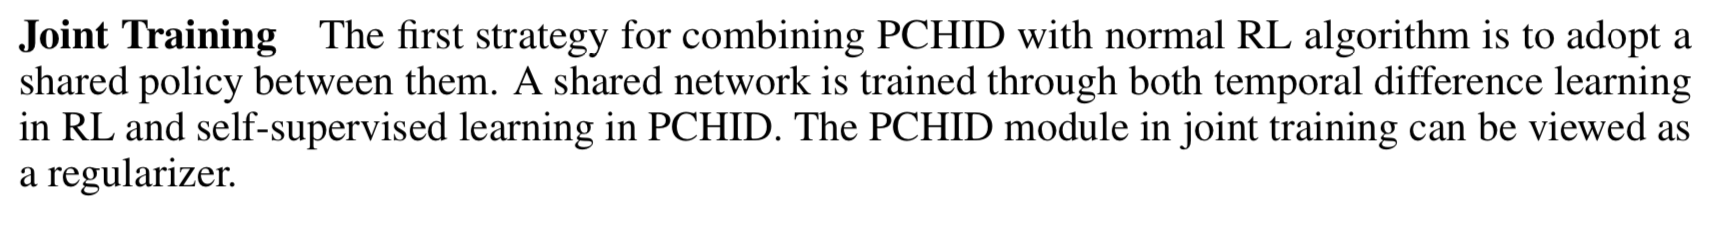 Joint Training The first strategy for combining PCHID with normal RL algorithm is to adopt a
shared policy between them. A shared network is trained through both temporal difference learning
in RL and self-supervised learning in PCHID. The PCHID module in joint training can be viewed as
a regularizer.